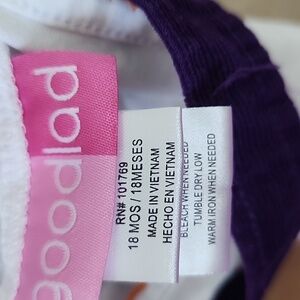 goodlad
RN# 101769
18 MOS / 18MESES
MADE IN VIETNAM
HECHO EN VIETNAM
BLEACH WHEN NEEDED
TUMBLE DRY LOW
WARM IRON WHEN NEEDED